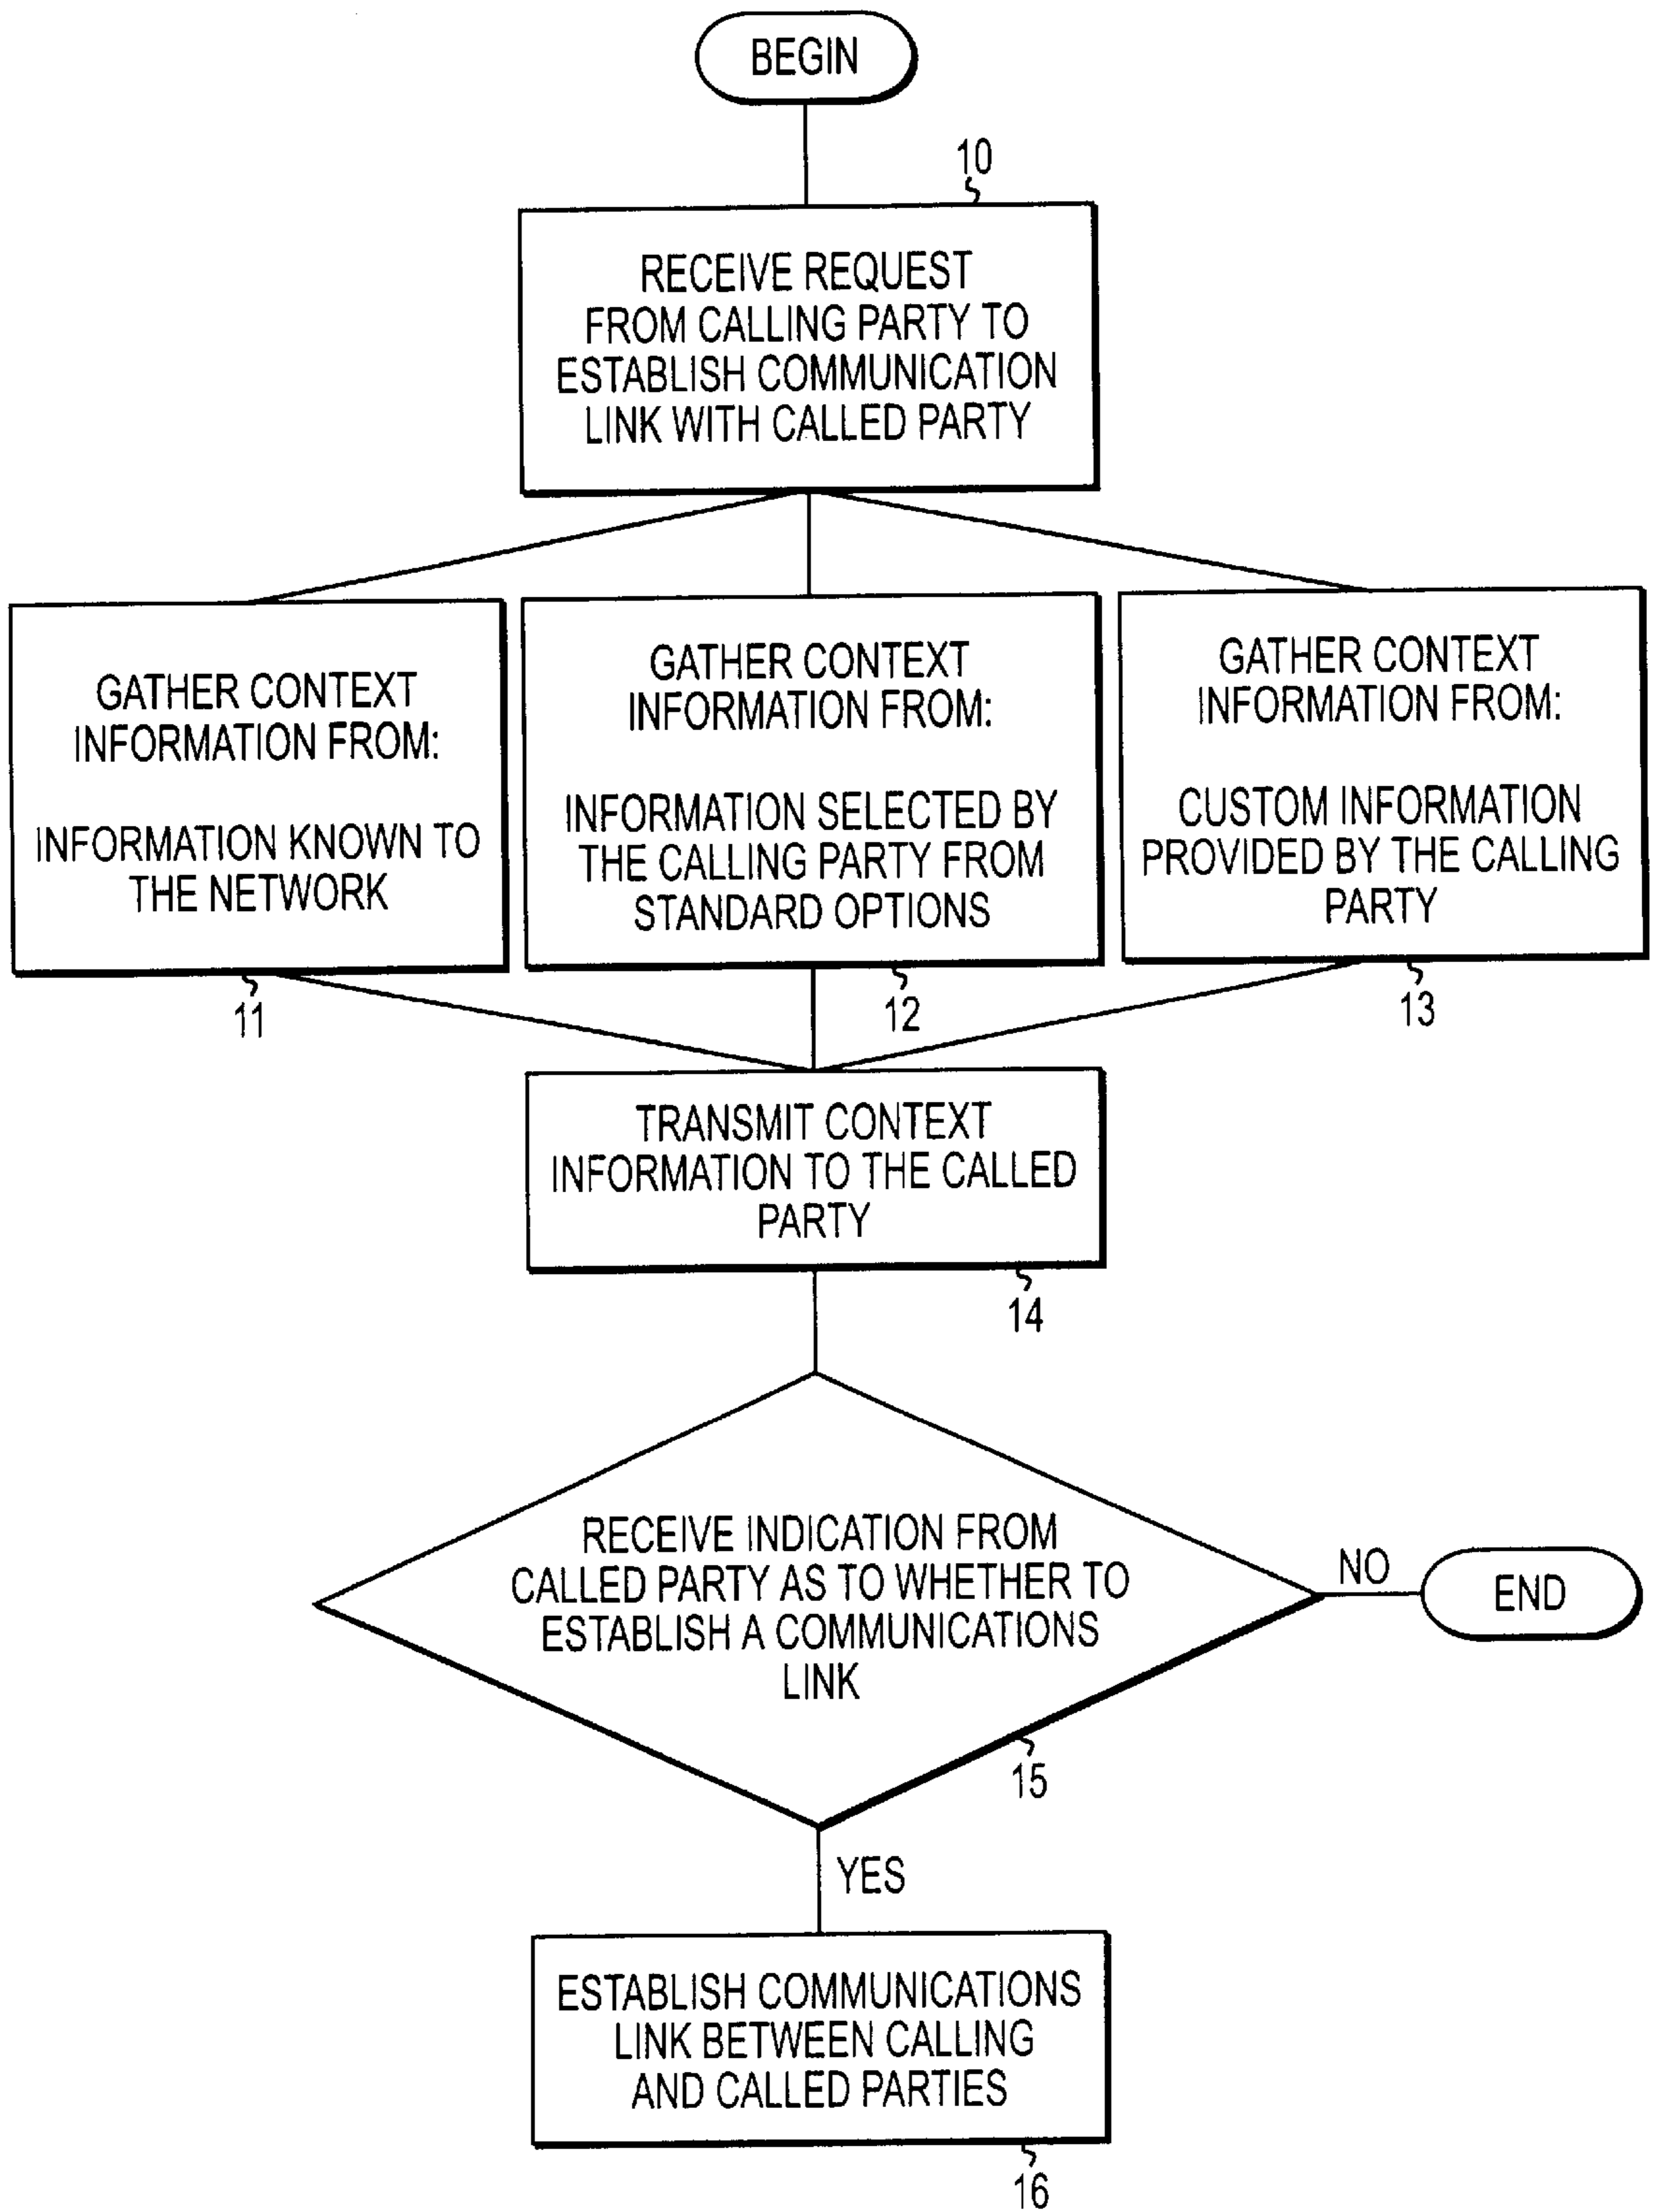 BEGIN
10
RECEIVE REQUEST
FROM CALLING PARTY TO
ESTABLISH COMMUNICATION
LINK WITH CALLED PARTY
GATHER CONTEXT
INFORMATION FROM:
INFORMATION KNOWN TO
THE NETWORK
11
GATHER CONTEXT
INFORMATION FROM:
INFORMATION SELECTED BY
THE CALLING PARTY FROM
STANDARD OPTIONS
12
GATHER CONTEXT
INFORMATION FROM:
CUSTOM INFORMATION
PROVIDED BY THE CALLING
PARTY
13
TRANSMIT CONTEXT
INFORMATION TO THE CALLED
PARTY
14
RECEIVE INDICATION FROM
CALLED PARTY AS TO WHETHER TO
ESTABLISH A COMMUNICATIONS
LINK
15
NO
END
YES
ESTABLISH COMMUNICATIONS
LINK BETWEEN CALLING
AND CALLED PARTIES
16